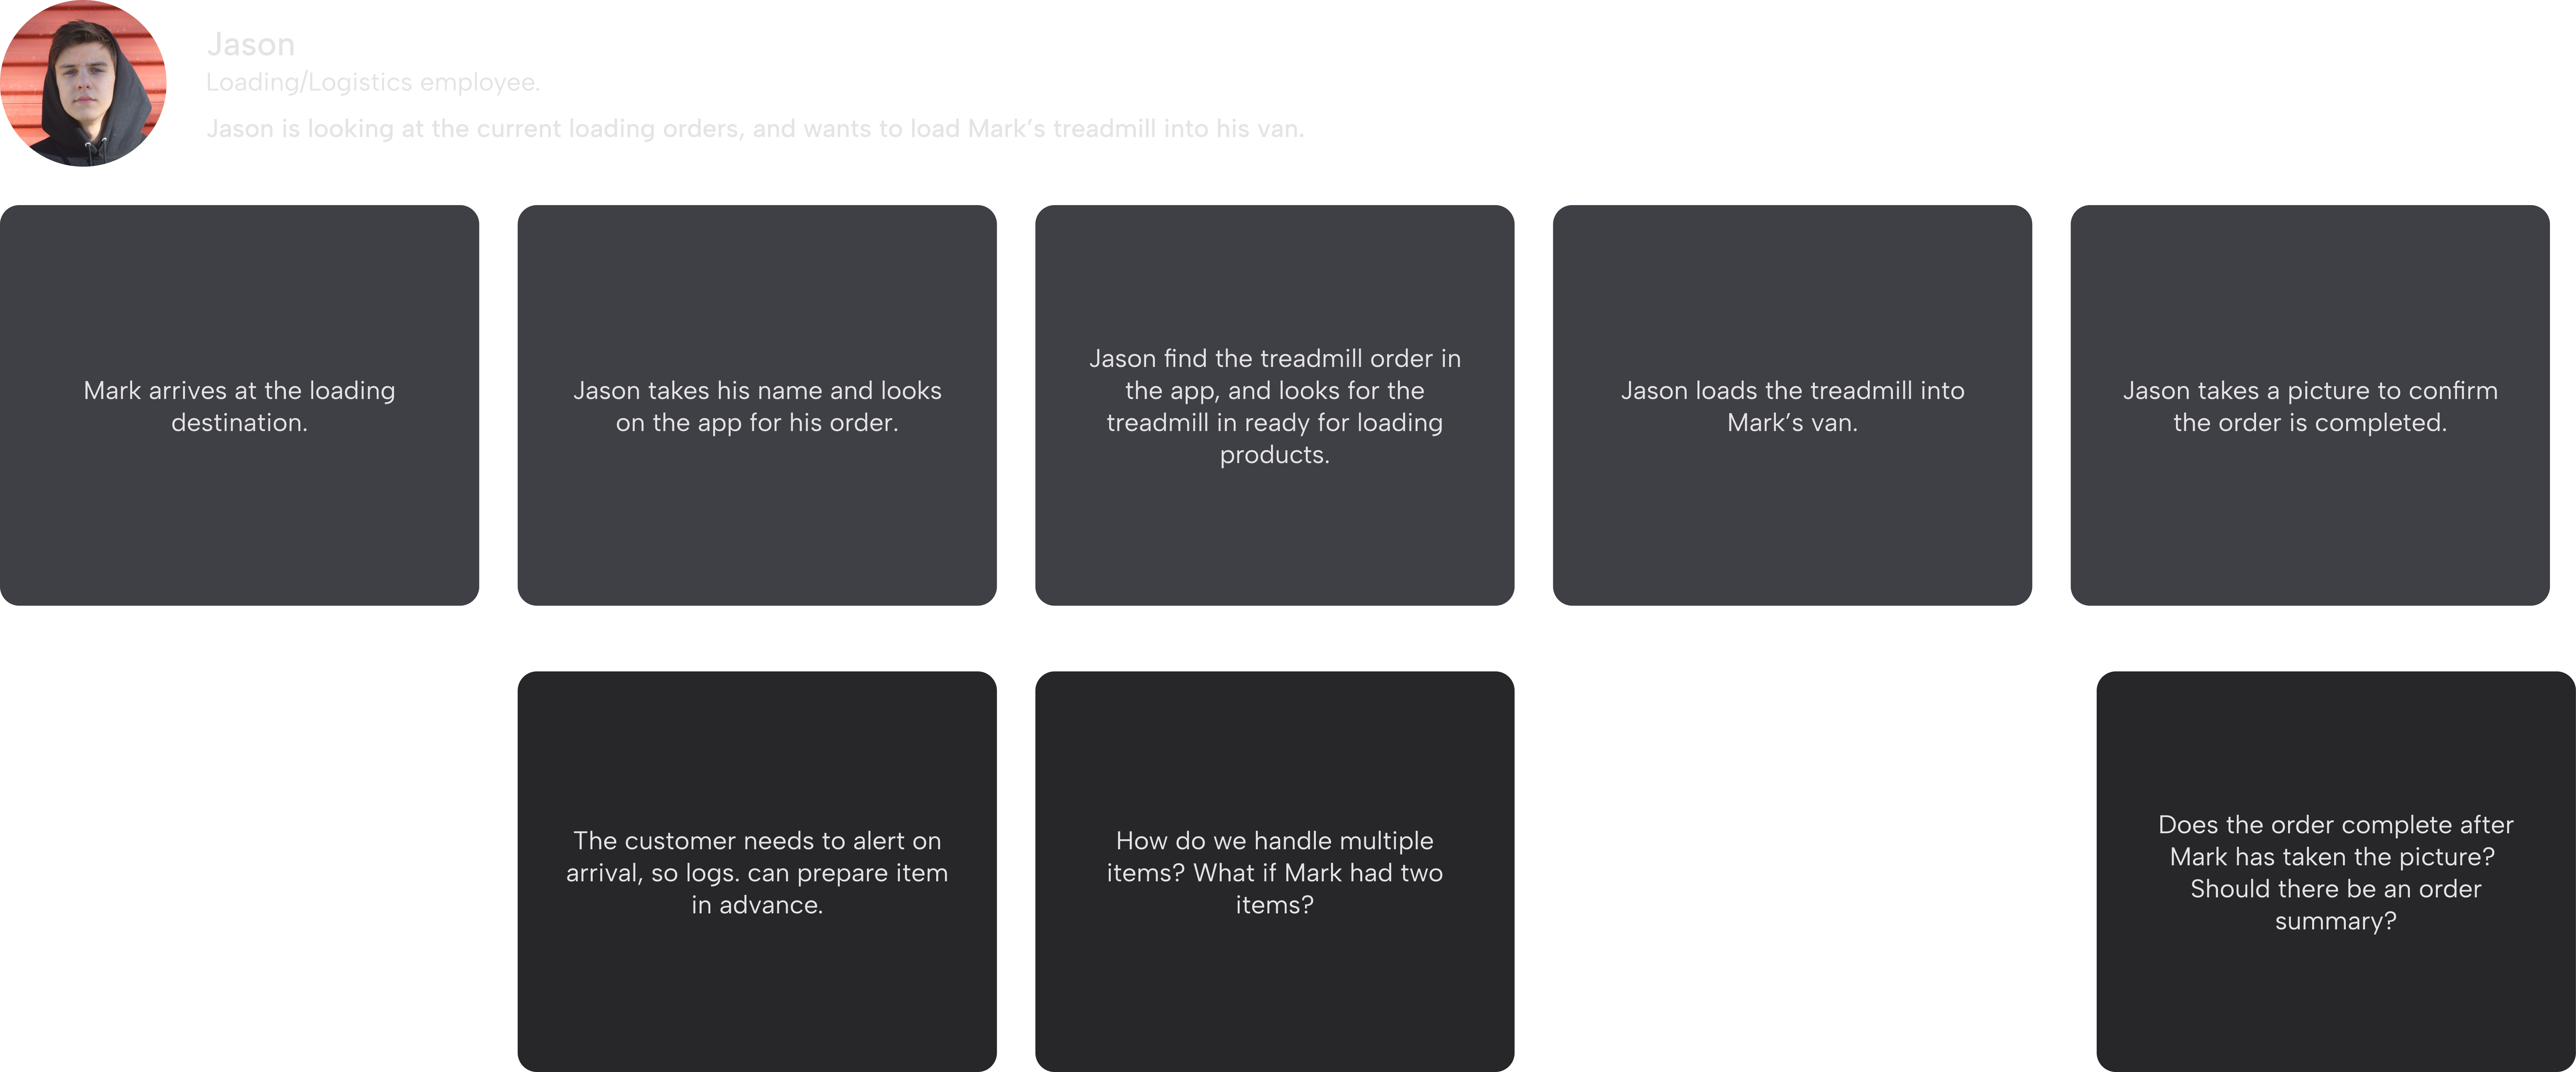 Jason
Loading/Logistics employee.
Jason is looking at the current loading orders, and wants to load Mark’s treadmill into his van.
Mark arrives at the loading
destination.
Jason takes his name and looks
on the app for his order.
Jason find the treadmill order in
the app, and looks for the
treadmill in ready for loading
products.
Jason loads the treadmill into
Mark’s van.
Jason takes a picture to confirm
the order is completed.
The customer needs to alert on
arrival, so logs. can prepare item
in advance.
How do we handle multiple
items? What if Mark had two
items?
Does the order complete after
Mark has taken the picture?
Should there be an order
summary?